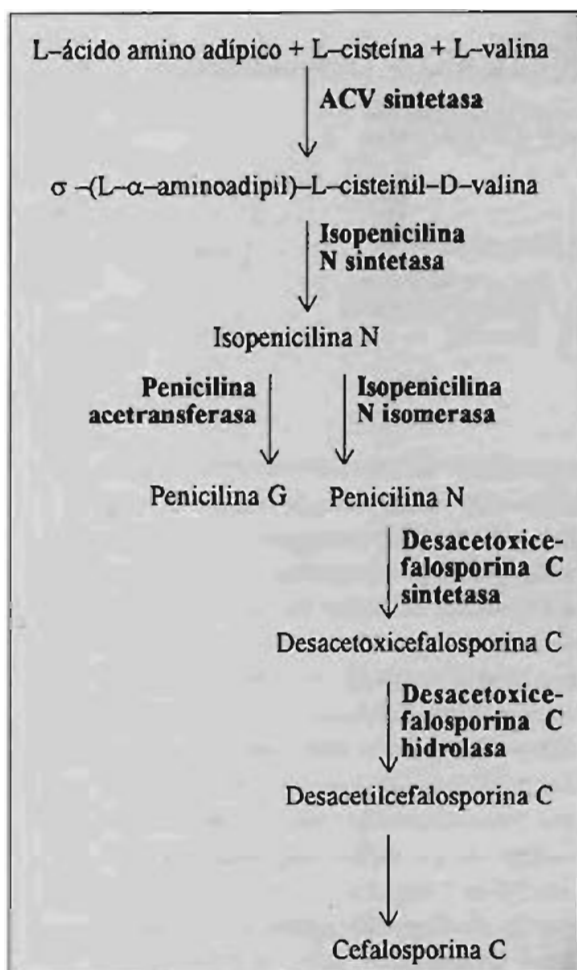 L–ácido amino adípico + L–cisteína + L–valina
ACV sintetasa
σ –(L–α–aminoadipil)–L–cisteinil–D–valina
Isopenicilina
N sintetasa
Isopenicilina N
Penicilina
acetransferasa
Isopenicilina
N isomerasa
Penicilina G
Penicilina N
Desacetoxice-
falosporina C
sintetasa
Desacetoxicefalosporina C
Desacetoxice-
falosporina C
hidrolasa
Desacetilcefalosporina C
Cefalosporina C